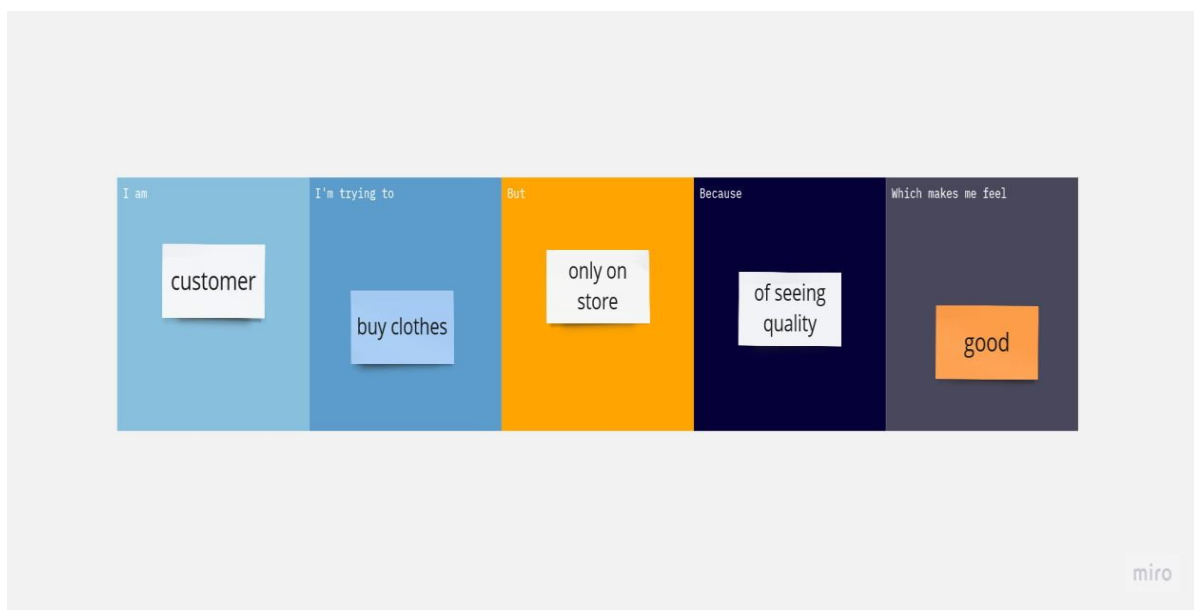 I am
customer
I'm trying to
buy clothes
But
only on
store
Because
of seeing
quality
Which makes me feel
good
miro